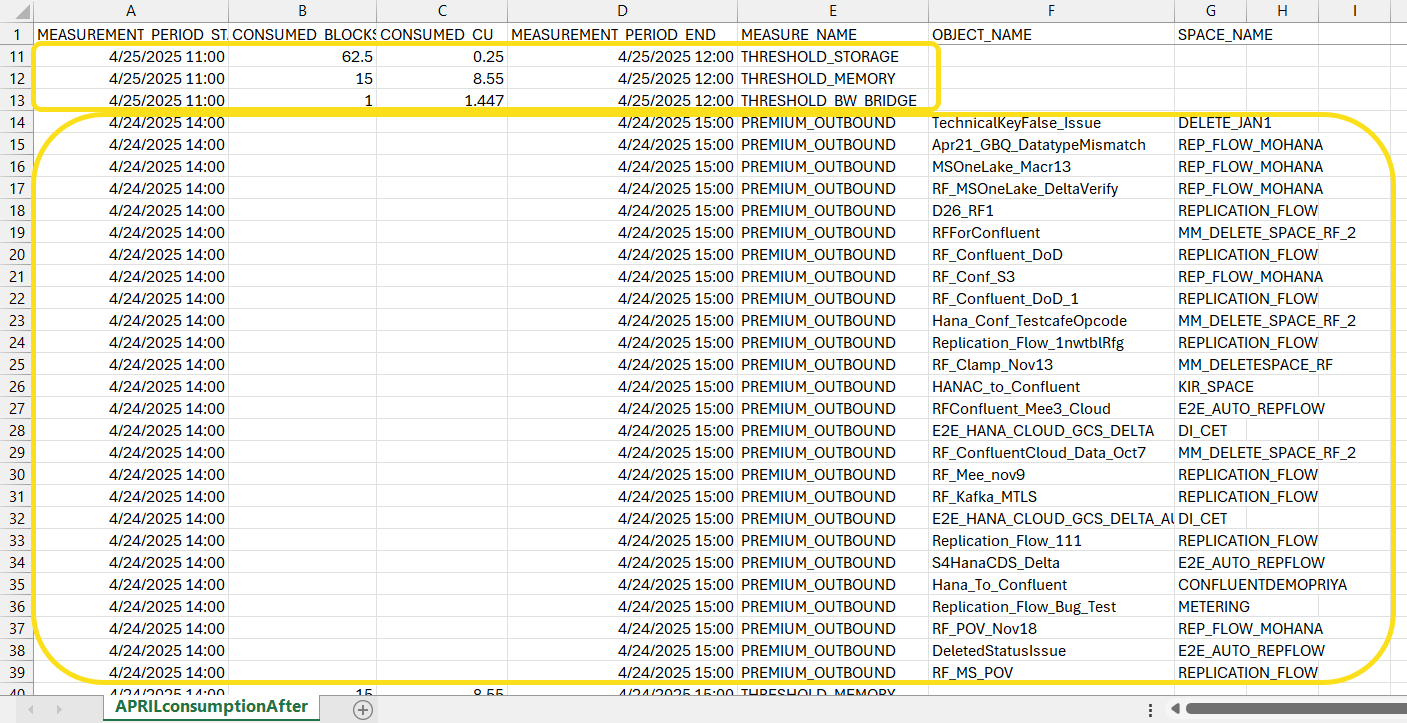 A B C D E F G H I
1 MEASUREMENT_PERIOD_STA CONSUMED_BLOCKS CONSUMED_CU MEASUREMENT_PERIOD_END MEASURE_NAME OBJECT_NAME SPACE_NAME
11 4/25/2025 11:00 62.5 0.25 4/25/2025 12:00 THRESHOLD_STORAGE
12 4/25/2025 11:00 15 8.55 4/25/2025 12:00 THRESHOLD_MEMORY
13 4/25/2025 11:00 1 1.447 4/25/2025 12:00 THRESHOLD_BW_BRIDGE
14 4/24/2025 14:00 4/24/2025 15:00 PREMIUM_OUTBOUND TechnicalKeyFalse_Issue DELETE_JAN1
15 4/24/2025 14:00 4/24/2025 15:00 PREMIUM_OUTBOUND Apr21_GBQ_DatatypeMismatch REP_FLOW_MOHANA
16 4/24/2025 14:00 4/24/2025 15:00 PREMIUM_OUTBOUND MSOneLake_Macr13 REP_FLOW_MOHANA
17 4/24/2025 14:00 4/24/2025 15:00 PREMIUM_OUTBOUND RF_MSOneLake_DeltaVerify REP_FLOW_MOHANA
18 4/24/2025 14:00 4/24/2025 15:00 PREMIUM_OUTBOUND D26_RF1 REPLICATION_FLOW
19 4/24/2025 14:00 4/24/2025 15:00 PREMIUM_OUTBOUND RFForConfluent MM_DELETE_SPACE_RF_2
20 4/24/2025 14:00 4/24/2025 15:00 PREMIUM_OUTBOUND RF_Confluent_DoD REPLICATION_FLOW
21 4/24/2025 14:00 4/24/2025 15:00 PREMIUM_OUTBOUND RF_Conf_S3 REP_FLOW_MOHANA
22 4/24/2025 14:00 4/24/2025 15:00 PREMIUM_OUTBOUND RF_Confluent_DoD_1 REPLICATION_FLOW
23 4/24/2025 14:00 4/24/2025 15:00 PREMIUM_OUTBOUND Hana_Conf_TestcafeOpcode MM_DELETE_SPACE_RF_2
24 4/24/2025 14:00 4/24/2025 15:00 PREMIUM_OUTBOUND Replication_Flow_1nwtblRfg REPLICATION_FLOW
25 4/24/2025 14:00 4/24/2025 15:00 PREMIUM_OUTBOUND RF_Clamp_Nov13 MM_DELETESPACE_RF
26 4/24/2025 14:00 4/24/2025 15:00 PREMIUM_OUTBOUND HANAC_to_Confluent KIR_SPACE
27 4/24/2025 14:00 4/24/2025 15:00 PREMIUM_OUTBOUND RFConfluent_Mee3_Cloud E2E_AUTO_REPFLOW
28 4/24/2025 14:00 4/24/2025 15:00 PREMIUM_OUTBOUND E2E_HANA_CLOUD_GCS_DELTA DI_CET
29 4/24/2025 14:00 4/24/2025 15:00 PREMIUM_OUTBOUND RF_ConfluentCloud_Data_Oct7 MM_DELETE_SPACE_RF_2
30 4/24/2025 14:00 4/24/2025 15:00 PREMIUM_OUTBOUND RF_Mee_nov9 REPLICATION_FLOW
31 4/24/2025 14:00 4/24/2025 15:00 PREMIUM_OUTBOUND RF_Kafka_MTLS REPLICATION_FLOW
32 4/24/2025 14:00 4/24/2025 15:00 PREMIUM_OUTBOUND E2E_HANA_CLOUD_GCS_DELTA_AU DI_CET
33 4/24/2025 14:00 4/24/2025 15:00 PREMIUM_OUTBOUND Replication_Flow_111 REPLICATION_FLOW
34 4/24/2025 14:00 4/24/2025 15:00 PREMIUM_OUTBOUND S4HanaCDS_Delta E2E_AUTO_REPFLOW
35 4/24/2025 14:00 4/24/2025 15:00 PREMIUM_OUTBOUND Hana_To_Confluent CONFLUENTDEMOPRIYA
36 4/24/2025 14:00 4/24/2025 15:00 PREMIUM_OUTBOUND Replication_Flow_Bug_Test METERING
37 4/24/2025 14:00 4/24/2025 15:00 PREMIUM_OUTBOUND RF_POV_Nov18 REP_FLOW_MOHANA
38 4/24/2025 14:00 4/24/2025 15:00 PREMIUM_OUTBOUND DeletedStatusIssue E2E_AUTO_REPFLOW
39 4/24/2025 14:00 4/24/2025 15:00 PREMIUM_OUTBOUND RF_MS_POV REPLICATION_FLOW
40 4/24/2025 14:00 15 8.55 4/24/2025 15:00 THRESHOLD_MEMORY
APRILconsumptionAfter